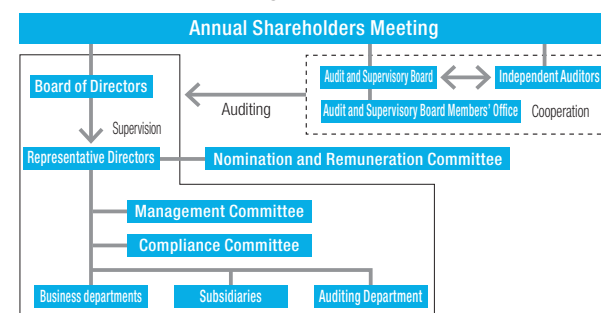 Annual Shareholders Meeting
Board of Directors
Audit and Supervisory Board
Independent Auditors
Auditing
Audit and Supervisory Board Members' Office
Cooperation
Supervision
Representative Directors
Nomination and Remuneration Committee
Management Committee
Compliance Committee
Business departments
Subsidiaries
Auditing Department